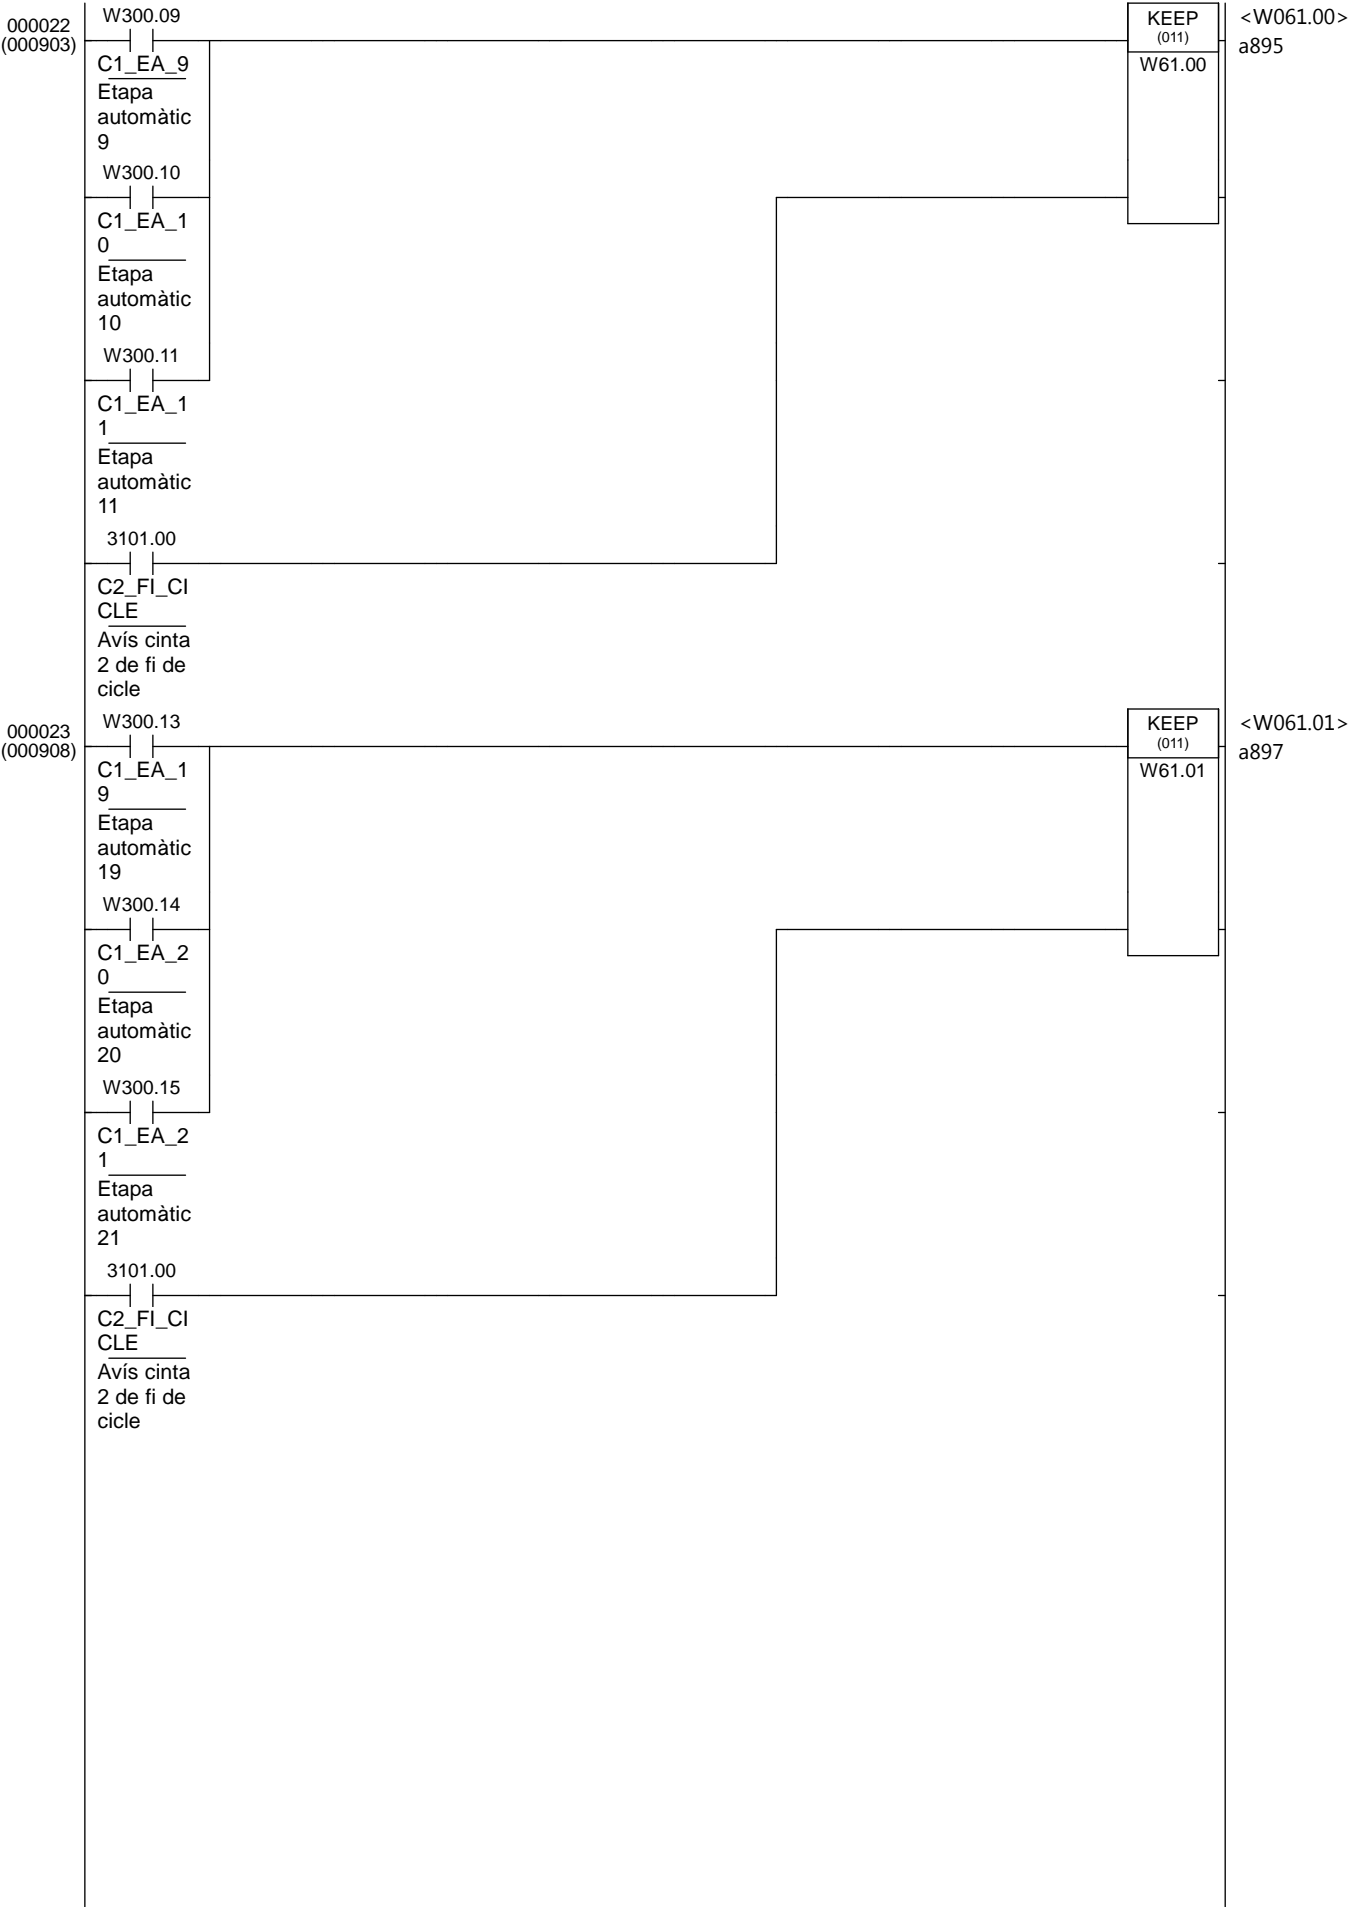 000022
(000903)
W300.09
C1_EA_9
Etapa
automàtic
9
W300.10
C1_EA_1
0
Etapa
automàtic
10
W300.11
C1_EA_1
1
Etapa
automàtic
11
3101.00
C2_FI_CI
CLE
Avís cinta
2 de fi de
cicle
KEEP
(011)
W61.00
<W061.00>
a895
000023
(000908)
W300.13
C1_EA_1
9
Etapa
automàtic
19
W300.14
C1_EA_2
0
Etapa
automàtic
20
W300.15
C1_EA_2
1
Etapa
automàtic
21
3101.00
C2_FI_CI
CLE
Avís cinta
2 de fi de
cicle
KEEP
(011)
W61.01
<W061.01>
a897